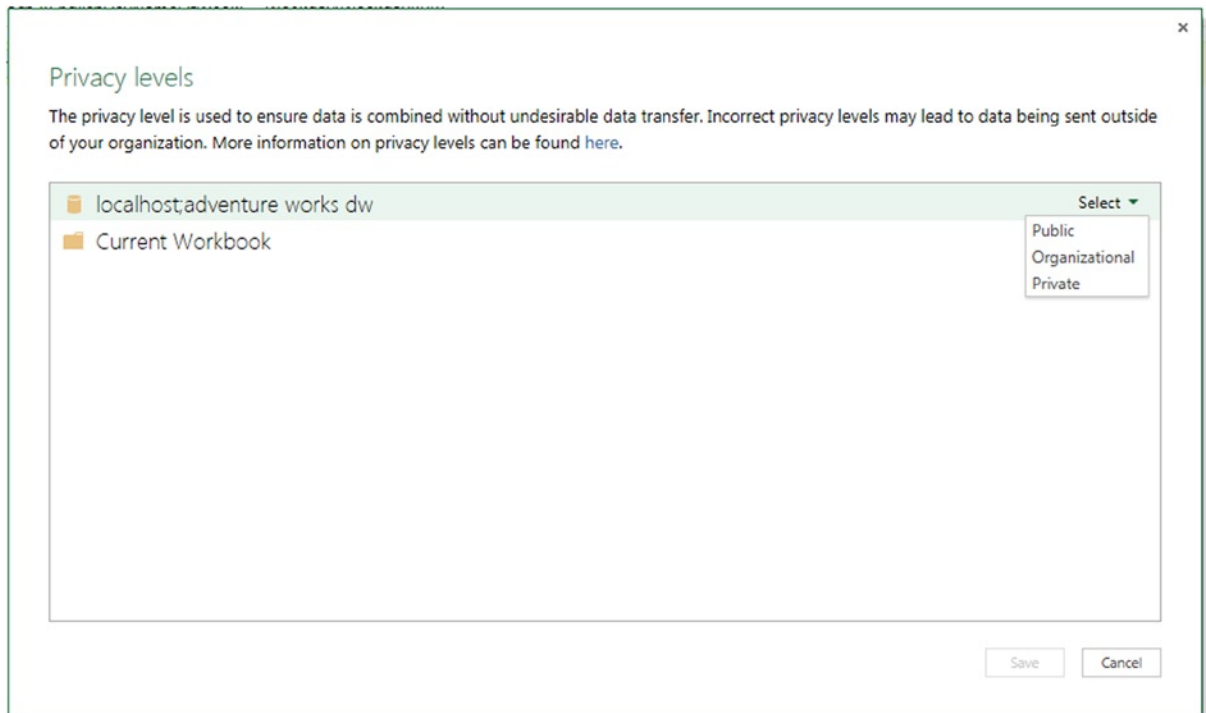 Privacy levels
The privacy level is used to ensure data is combined without undesirable data transfer. Incorrect privacy levels may lead to data being sent outside
of your organization. More information on privacy levels can be found here.
localhost;adventure works dw Select
Current Workbook
Public
Organizational
Private
Save Cancel